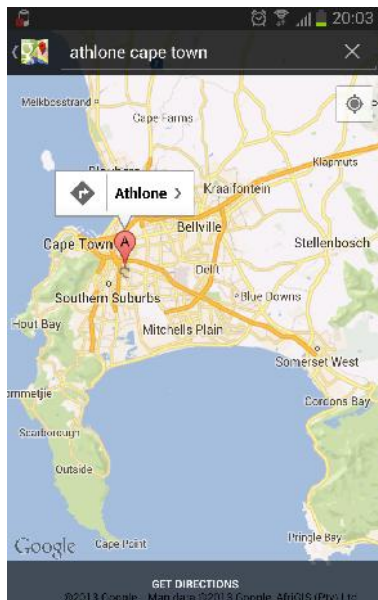 20:03
athlone cape town
Melkbosstrand
Cape Farms
Klapmuts
Athlone
Kraaifontein
Bellville
A
Cape Town
Stellenbosch
Delft
Southern Suburbs
Blue Downs
Hout Bay
Mitchells Plain
Somerset West
Gordons Bay
Scarborough
Outside
Google
Cape Point
Pringle Bay
GET DIRECTIONS
©2013 Google - Map data ©2013 Google, AfriGIS (Pty) Ltd